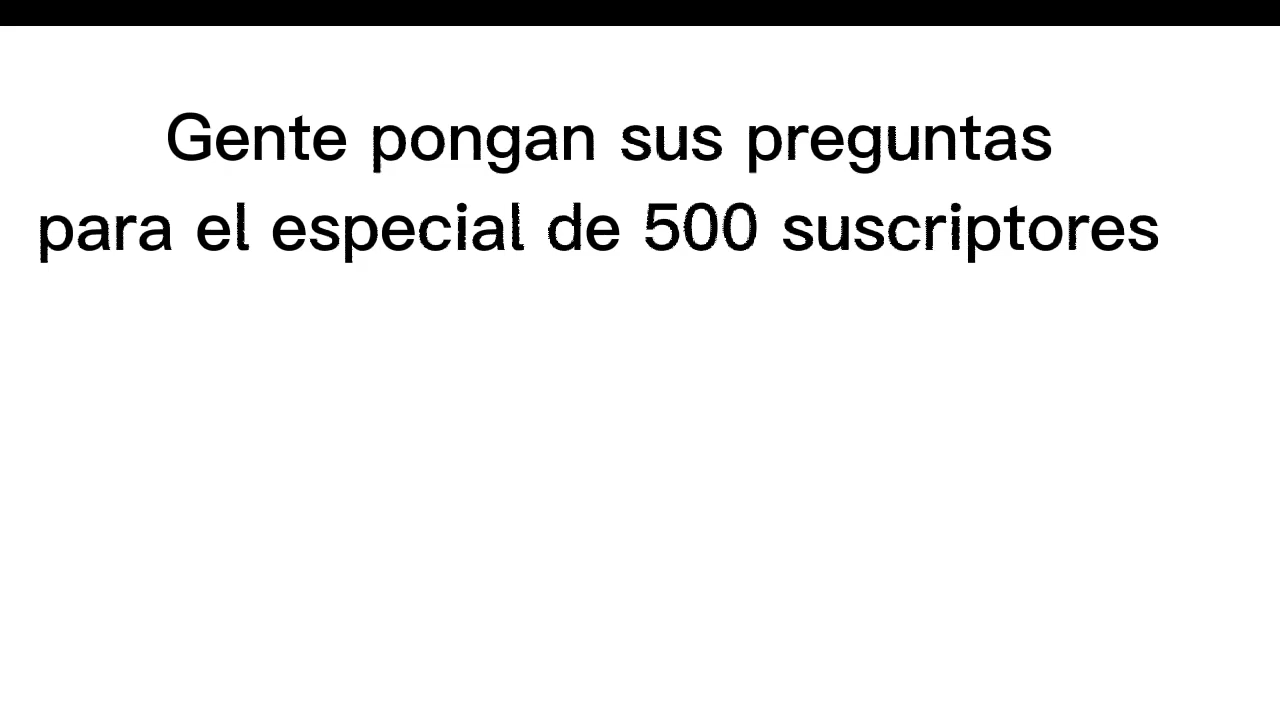 Gente pongan sus preguntas
para el especial de 500 suscriptores